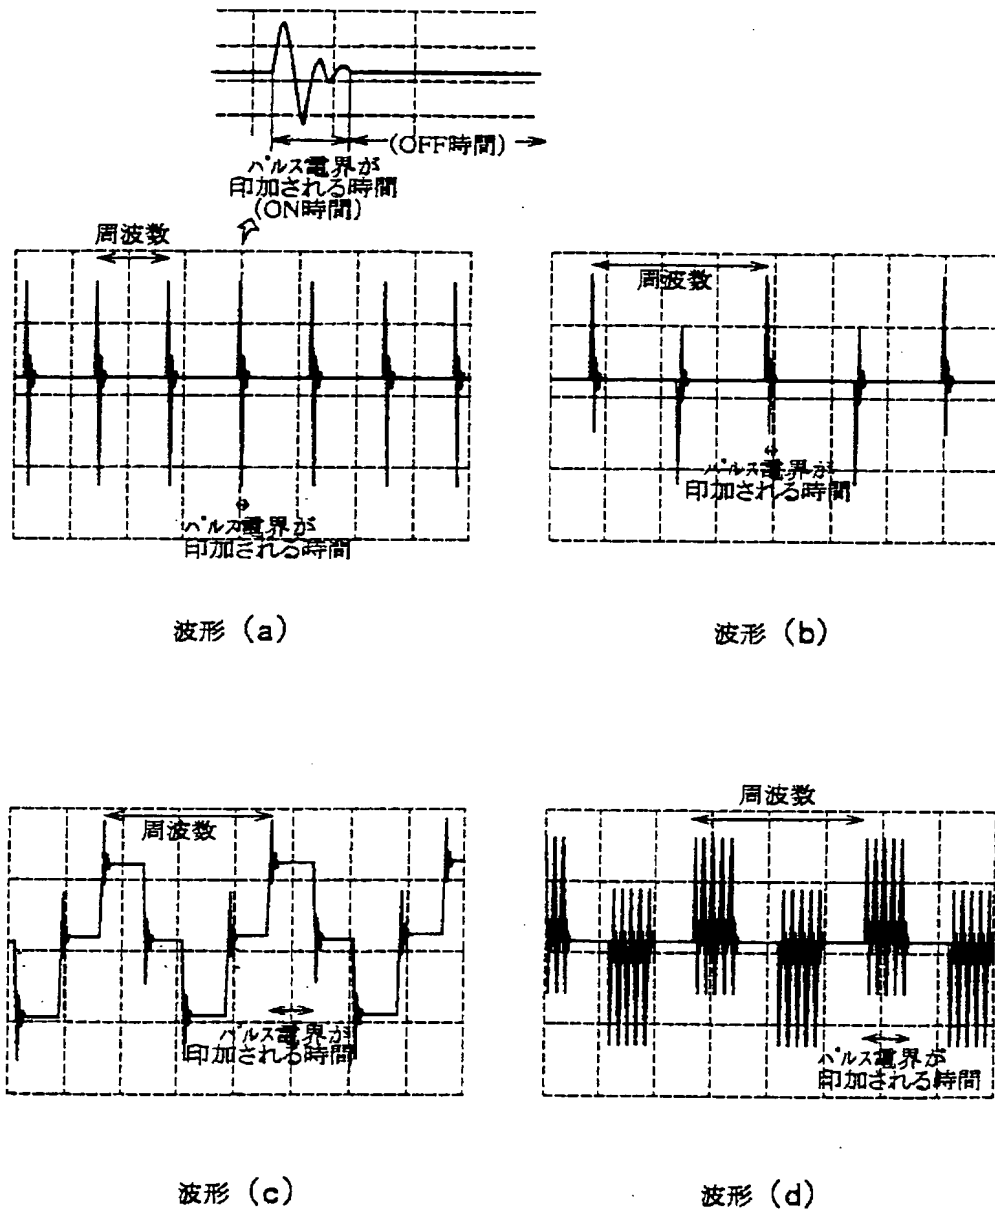 (OFF時間)
パルス電界が
印加される時間
(ON時間)
周波数
パルス電界が
印加される時間
波形 (a)
周波数
パルス電界が
印加される時間
波形 (b)
周波数
パルス電界が
印加される時間
波形 (c)
周波数
パルス電界が
印加される時間
波形 (d)